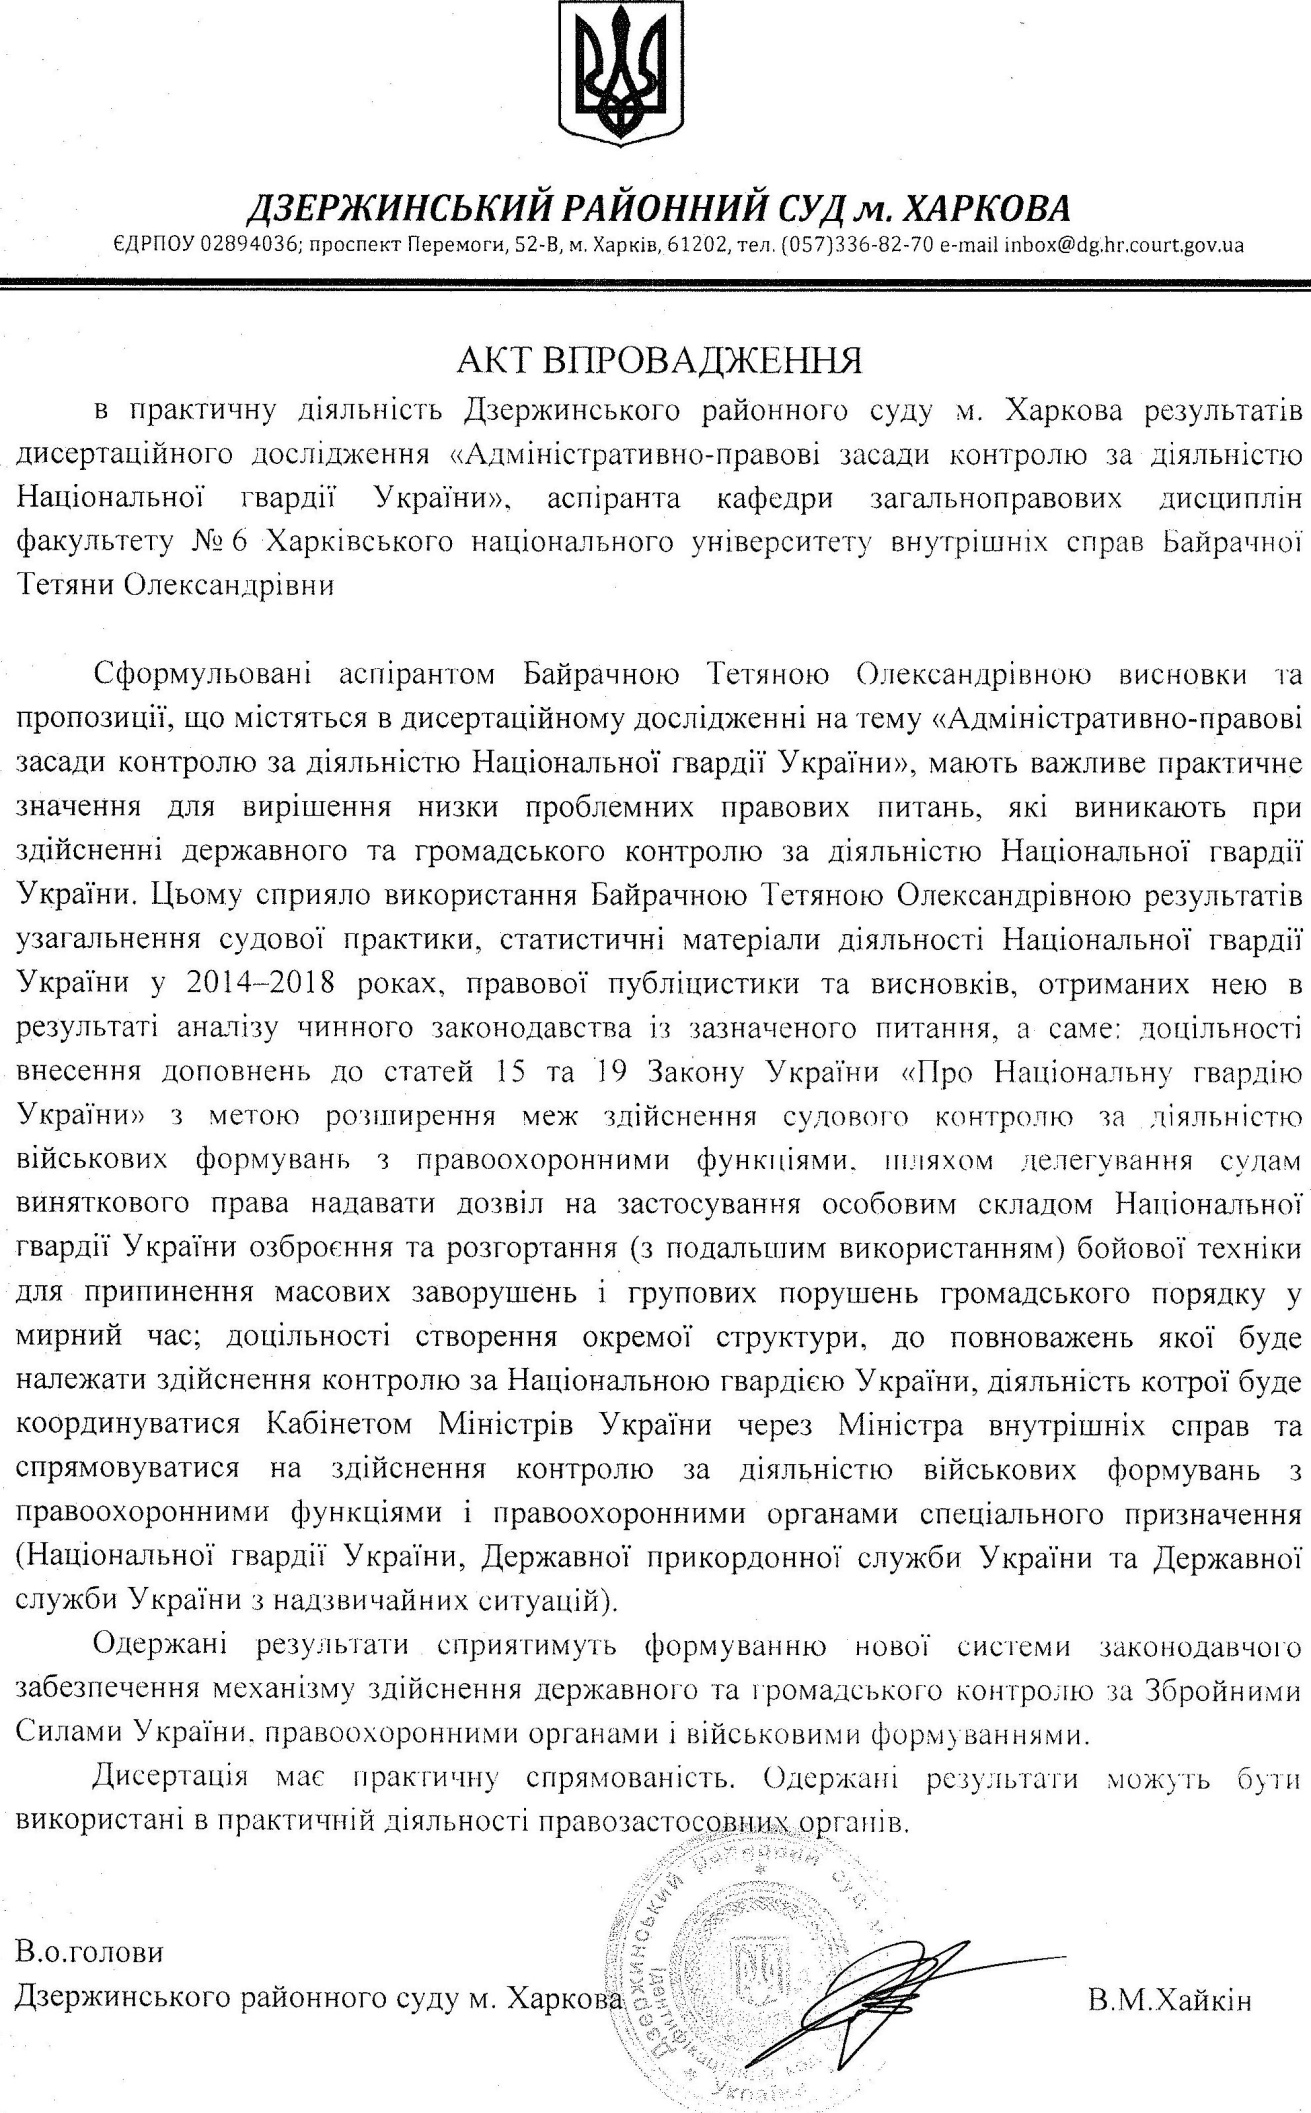 ДЗЕРЖИНСЬКИЙ РАЙОННИЙ СУД м. ХАРКОВА
ЄДРПОУ 02894036; проспект Перемоги, 52-В, м. Харків, 61202, тел. (057)336-82-70 e-mail inbox@dg.hr.court.gov.ua
АКТ ВПРОВАДЖЕННЯ
в практичну діяльність Дзержинського районного суду м. Харкова результатів
дисертаційного дослідження «Адміністративно-правові засади контролю за діяльністю
Національної гвардії України», аспіранта кафедри загальноправових дисциплін
факультету № 6 Харківського національного університету внутрішніх справ Байрачної
Тетяни Олександрівни
Сформульовані аспірантом Байрачною Тетяною Олександрівною висновки та
пропозиції, що містяться в дисертаційному дослідженні на тему «Адміністративно-правові
засади контролю за діяльністю Національної гвардії України», мають важливе практичне
значення для вирішення низки проблемних правових питань, які виникають при
здійсненні державного та громадського контролю за діяльністю Національної гвардії
України. Цьому сприяло використання Байрачною Тетяною Олександрівною результатів
узагальнення судової практики, статистичні матеріали діяльності Національної гвардії
України у 2014–2018 роках, правової публіцистики та висновків, отриманих нею в
результаті аналізу чинного законодавства із зазначеного питання, а саме: доцільності
внесення доповнень до статей 15 та 19 Закону України «Про Національну гвардію
України» з метою розширення меж здійснення судового контролю за діяльністю
військових формувань з правоохоронними функціями, шляхом делегування судам
виняткового права надавати дозвіл на застосування особовим складом Національної
гвардії України озброєння та розгортання (з подальшим використанням) бойової техніки
для припинення масових заворушень і групових порушень громадського порядку у
мирний час; доцільності створення окремої структури, до повноважень якої буде
належати здійснення контролю за Національною гвардією України, діяльність котрої буде
координуватися Кабінетом Міністрів України через Міністра внутрішніх справ та
спрямовуватися на здійснення контролю за діяльністю військових формувань з
правоохоронними функціями і правоохоронними органами спеціального призначення
(Національної гвардії України, Державної прикордонної служби України та Державної
служби України з надзвичайних ситуацій).
Одержані результати сприятимуть формуванню нової системи законодавчого
забезпечення механізму здійснення державного та громадського контролю за Збройними
Силами України, правоохоронними органами і військовими формуваннями.
Дисертація має практичну спрямованість. Одержані результати можуть бути
використані в практичній діяльності правозастосовних органів.
Дзержинський районний суд м.
Ідентифікаційний код
Україна
В.о.голови
Дзержинського районного суду м. Харкова
В.М.Хайкін